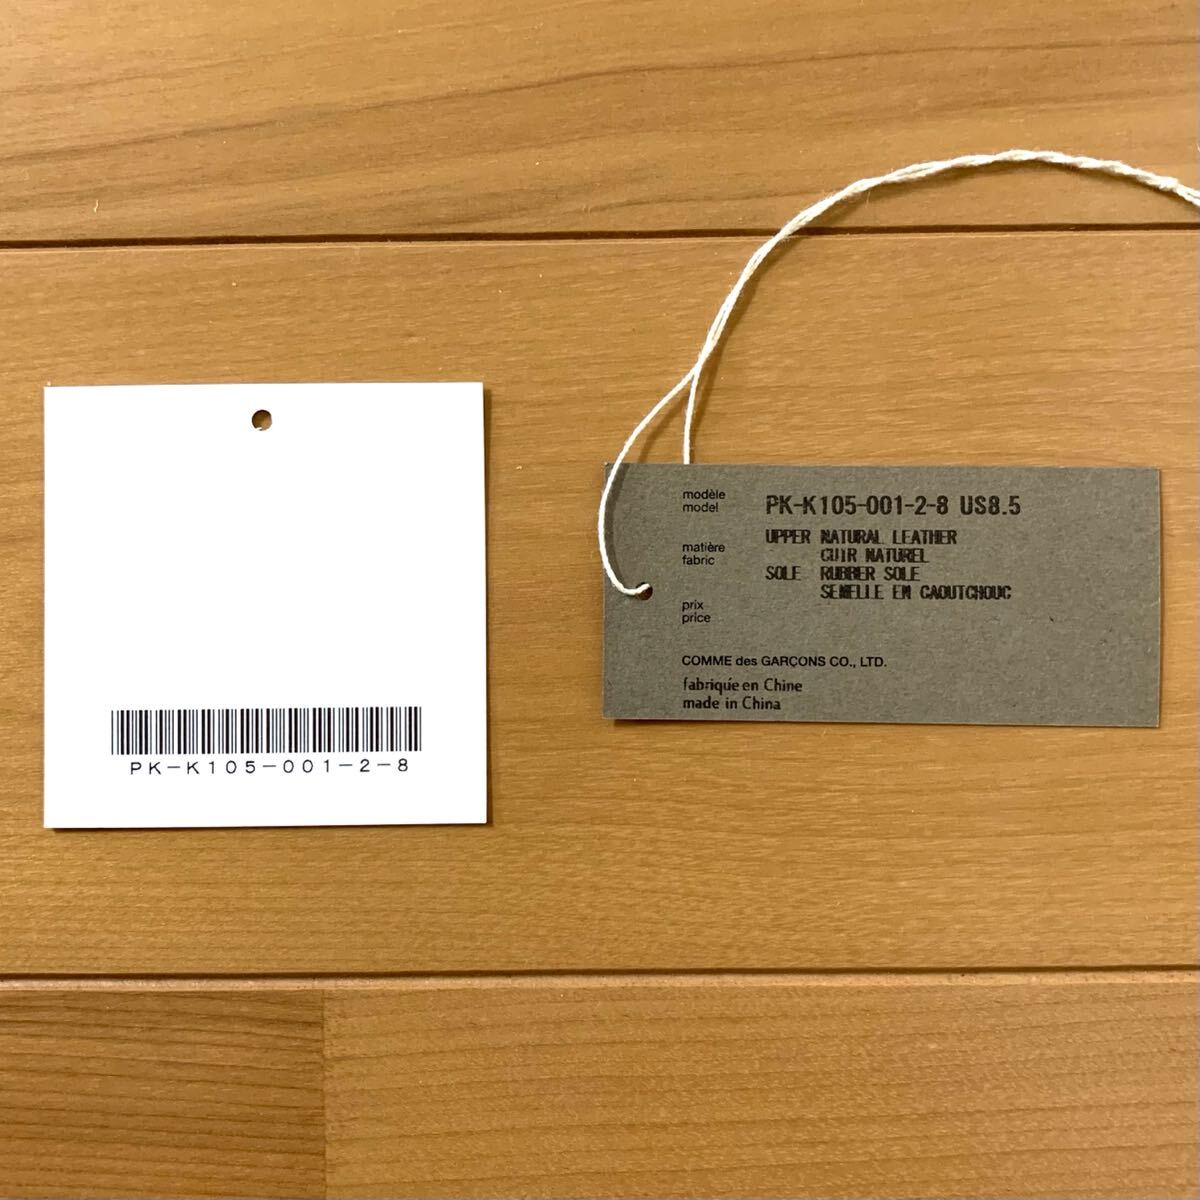 PK-K105-001-2-8
modèle
model
PK-K105-001-2-8 US8.5
matière
fabric
UPPER NATURAL LEATHER
CUIR NATUREL
SOLE RUBBER SOLE
SEMELLE EN CAOUTCHOUC
prix
price
COMME des GARÇONS CO., LTD.
fabriqué en Chine
made in China